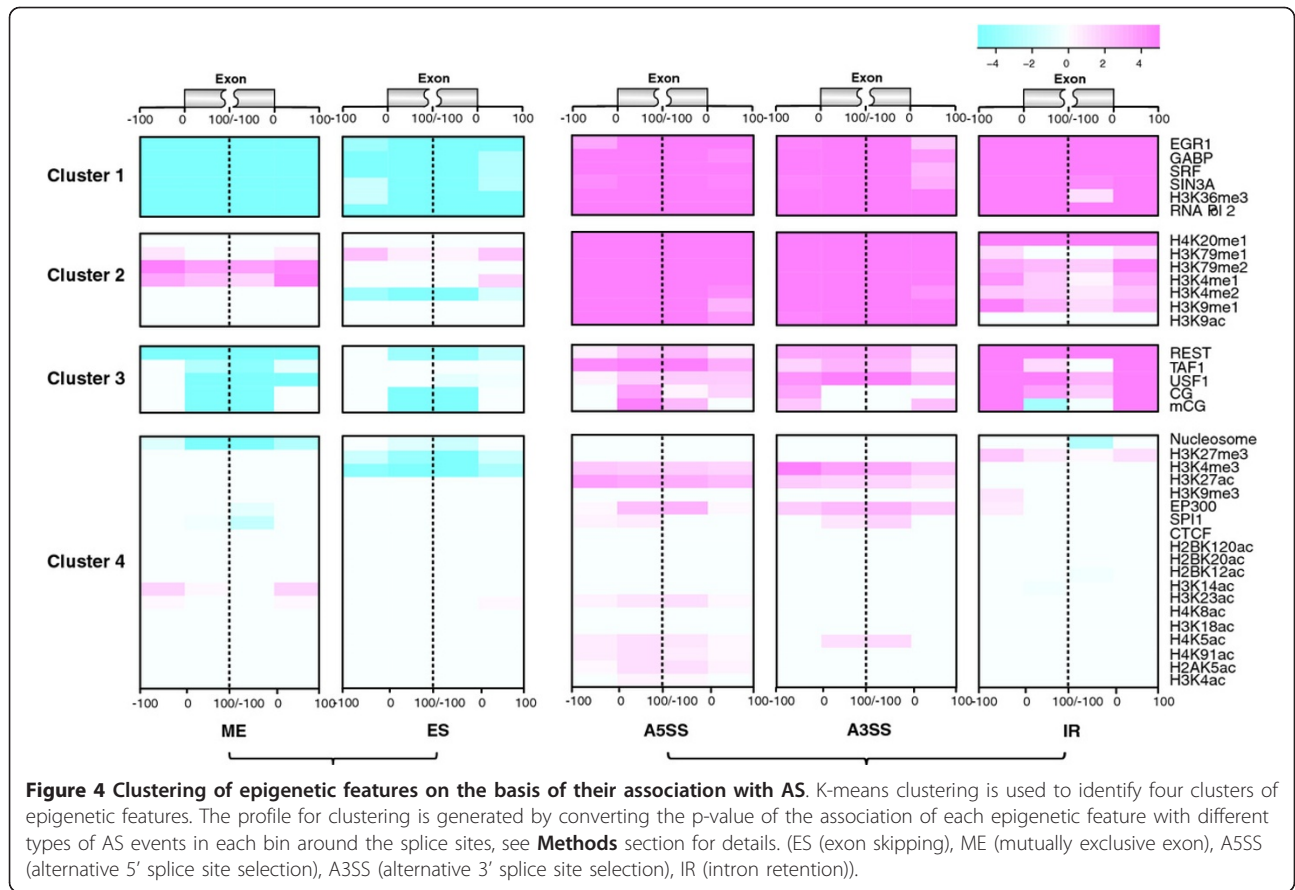 -4 -2 0 2 4
Exon Exon Exon Exon Exon
-100 0 100/-100 0 100 -100 0 100/-100 0 100 -100 0 100/-100 0 100 -100 0 100/-100 0 100 -100 0 100/-100 0 100
Cluster 1
EGR1
GABP
SRF
SIN3A
H3K36me3
RNA Pol 2
Cluster 2
H4K20me1
H3K79me1
H3K79me2
H3K4me1
H3K4me2
H3K9me1
H3K9ac
Cluster 3
REST
TAF1
USF1
CG
mCG
Cluster 4
Nucleosome
H3K27me3
H3K4me3
H3K27ac
H3K9me3
EP300
SPI1
CTCF
H2BK120ac
H2BK20ac
H2BK12ac
H3K14ac
H3K23ac
H4K8ac
H3K18ac
H4K5ac
H4K91ac
H2AK5ac
H3K4ac
-100 0 100/-100 0 100 -100 0 100/-100 0 100 -100 0 100/-100 0 100 -100 0 100/-100 0 100 -100 0 100/-100 0 100
ME ES A5SS A3SS IR
Figure 4 Clustering of epigenetic features on the basis of their association with AS. K-means clustering is used to identify four clusters of
epigenetic features. The profile for clustering is generated by converting the p-value of the association of each epigenetic feature with different
types of AS events in each bin around the splice sites, see Methods section for details. (ES (exon skipping), ME (mutually exclusive exon), A5SS
(alternative 5' splice site selection), A3SS (alternative 3' splice site selection), IR (intron retention)).